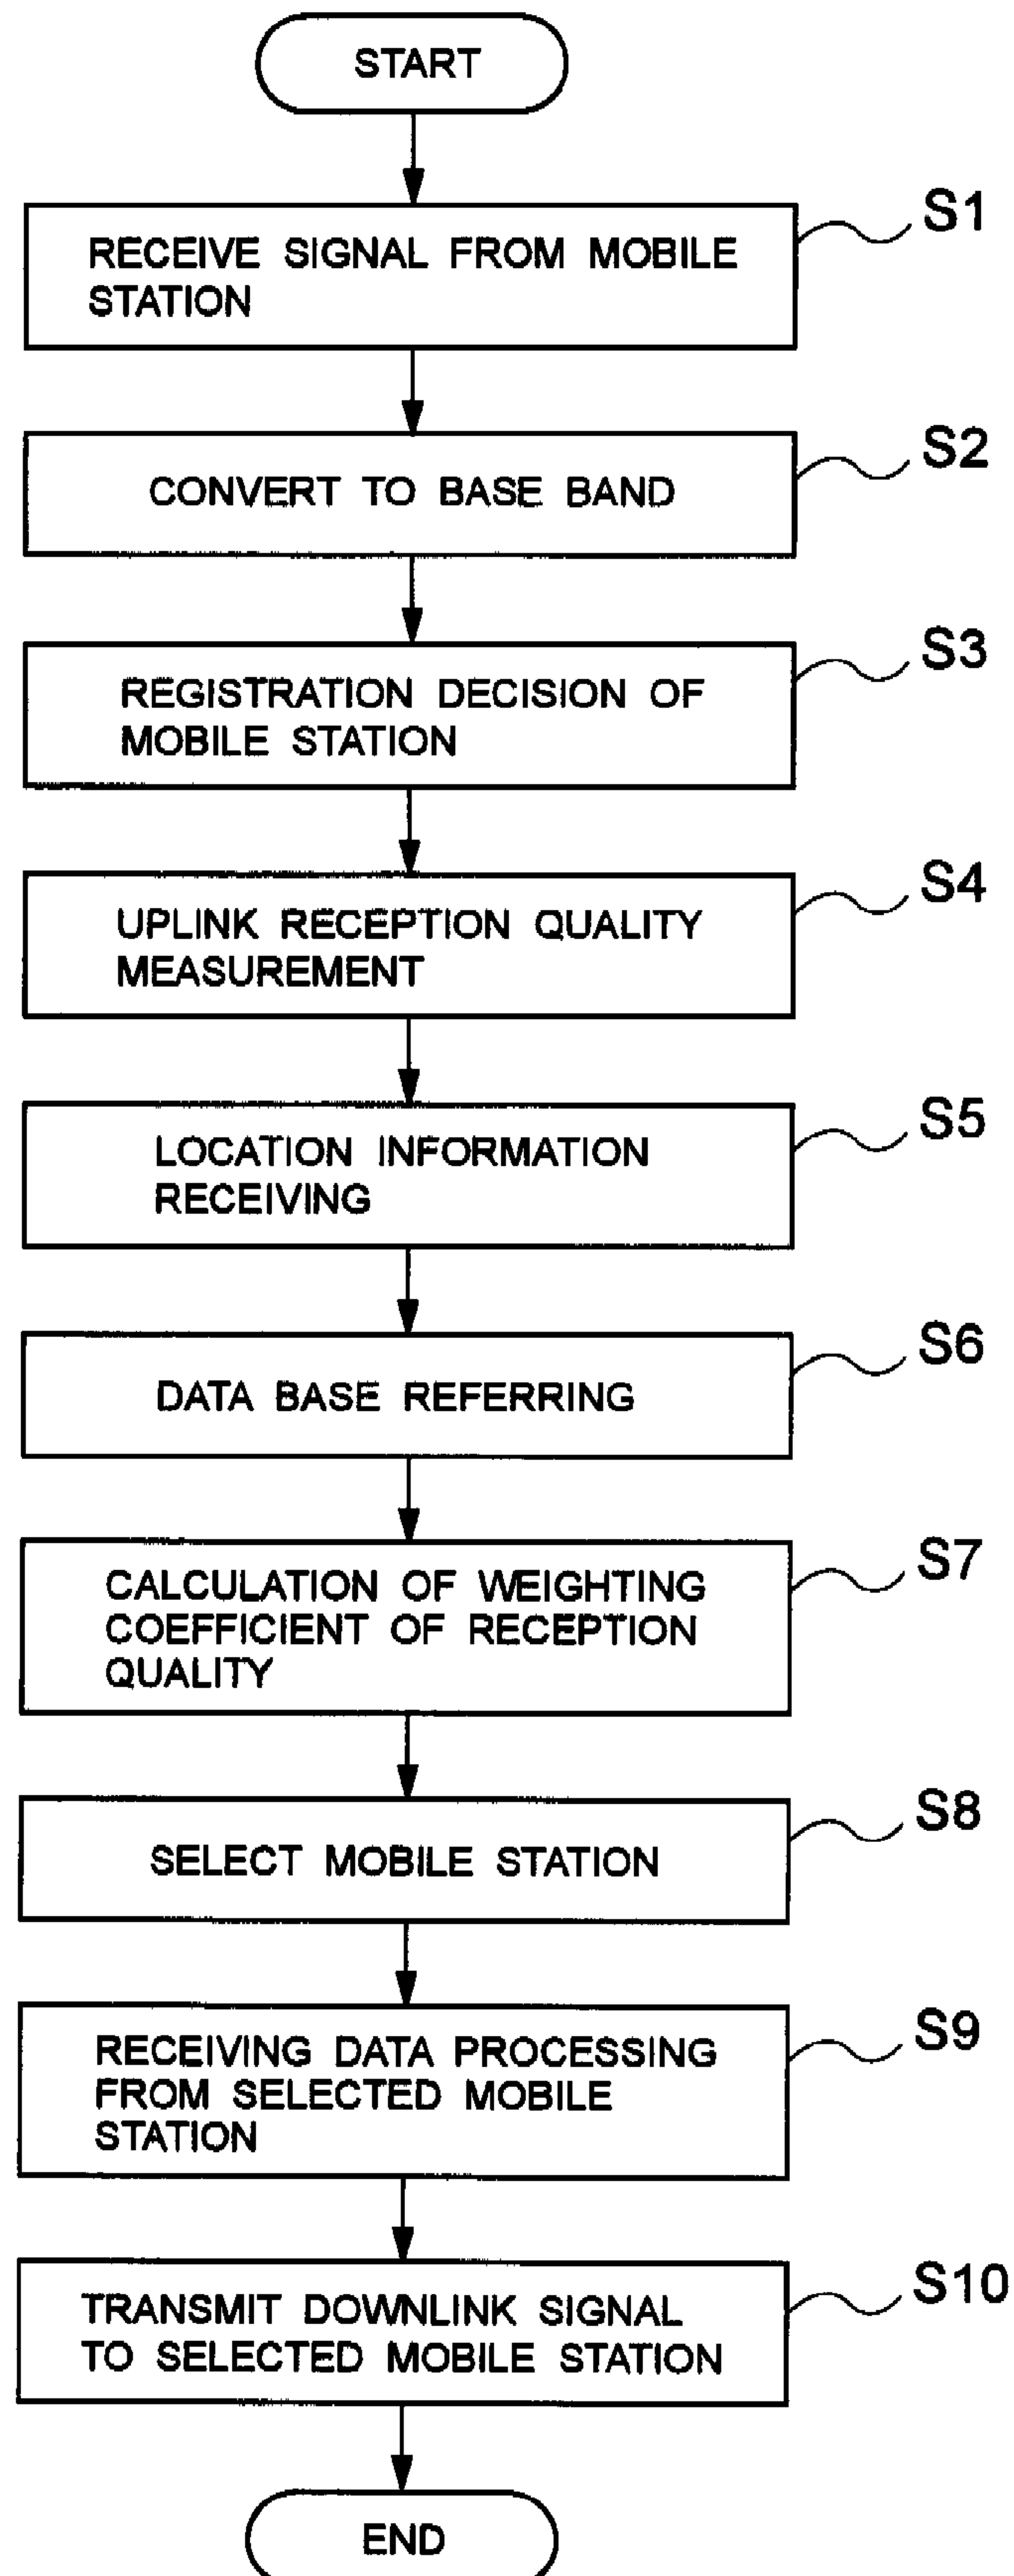 START
S1
RECEIVE SIGNAL FROM MOBILE
STATION
S2
CONVERT TO BASE BAND
S3
REGISTRATION DECISION OF
MOBILE STATION
S4
UPLINK RECEPTION QUALITY
MEASUREMENT
S5
LOCATION INFORMATION
RECEIVING
S6
DATA BASE REFERRING
S7
CALCULATION OF WEIGHTING
COEFFICIENT OF RECEPTION
QUALITY
S8
SELECT MOBILE STATION
S9
RECEIVING DATA PROCESSING
FROM SELECTED MOBILE
STATION
S10
TRANSMIT DOWNLINK SIGNAL
TO SELECTED MOBILE STATION
END